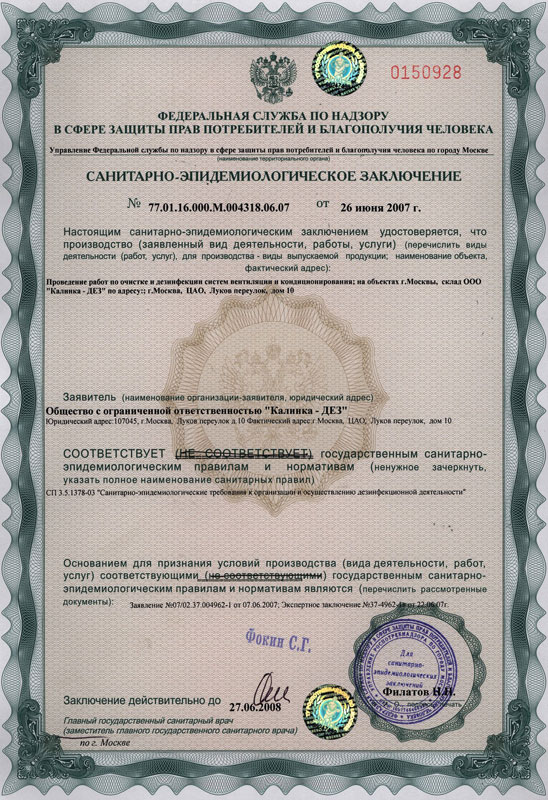 0150928
ФЕДЕРАЛЬНАЯ СЛУЖБА ПО НАДЗОРУ
В СФЕРЕ ЗАЩИТЫ ПРАВ ПОТРЕБИТЕЛЕЙ И БЛАГОПОЛУЧИЯ ЧЕЛОВЕКА
Управление Федеральной службы по надзору в сфере защиты прав потребителей и благополучия человека по городу Москве
(наименование территориального органа)
САНИТАРНО-ЭПИДЕМИОЛОГИЧЕСКОЕ ЗАКЛЮЧЕНИЕ
№ 77.01.16.000.М.004318.06.07 от 26 июня 2007 г.
Настоящим санитарно-эпидемиологическим заключением удостоверяется, что
производство (заявленный вид деятельности, работы, услуги) (перечислить виды
деятельности (работ, услуг), для производства - виды выпускаемой продукции; наименование объекта,
фактический адрес):
Проведение работ по очистке и дезинфекции систем вентиляции и кондиционирования; на объектах г.Москвы, склад ООО
"Калинка - ДЕЗ" по адресу:: г.Москва, ЦАО, Луков переулок, дом 10
Заявитель (наименование организации-заявителя, юридический адрес)
Общество с ограниченной ответственностью "Калинка - ДЕЗ"
Юридический адрес:107045, г.Москва, Луков переулок д.10 Фактический адрес:г.Москва, ЦАО, Луков переулок, дом 10
СООТВЕТСТВУЕТ (НЕ СООТВЕТСТВУЕТ) государственным санитарно-
эпидемиологическим правилам и нормативам (ненужное зачеркнуть,
указать полное наименование санитарных правил)
СП 3.5.1378-03 "Санитарно-эпидемиологические требования к организации и осуществлению дезинфекционной деятельности"
Основанием для признания условий производства (вида деятельности, работ,
услуг) соответствующими (не соответствующими) государственным санитарно-
эпидемиологическим правилам и нормативам являются (перечислить рассмотренные
документы):
Заявление №07/02.37.004962-1 от 07.06.2007; Экспертное заключение №37-4962-1в от 22.06.07г.
Фокин С.Г.
Для
санитарно-
эпидемиологических
заключений
Филатов Н.Н.
Заключение действительно до 27.06.2008
Главный государственный санитарный врач
(заместитель главного государственного санитарного врача)
по г. Москве